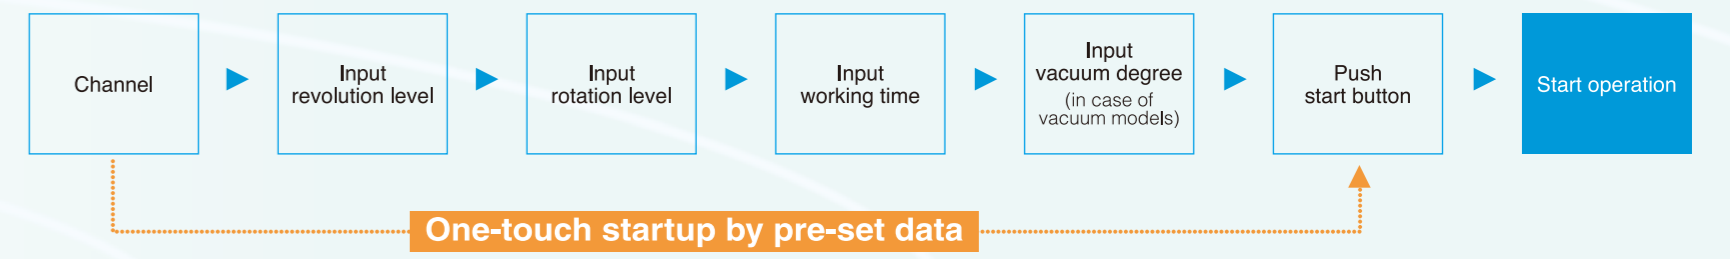 Channel
Input
revolution level
Input
rotation level
Input
working time
Input
vacuum degree
(in case of
vacuum models)
Push
start button
Start operation
One-touch startup by pre-set data